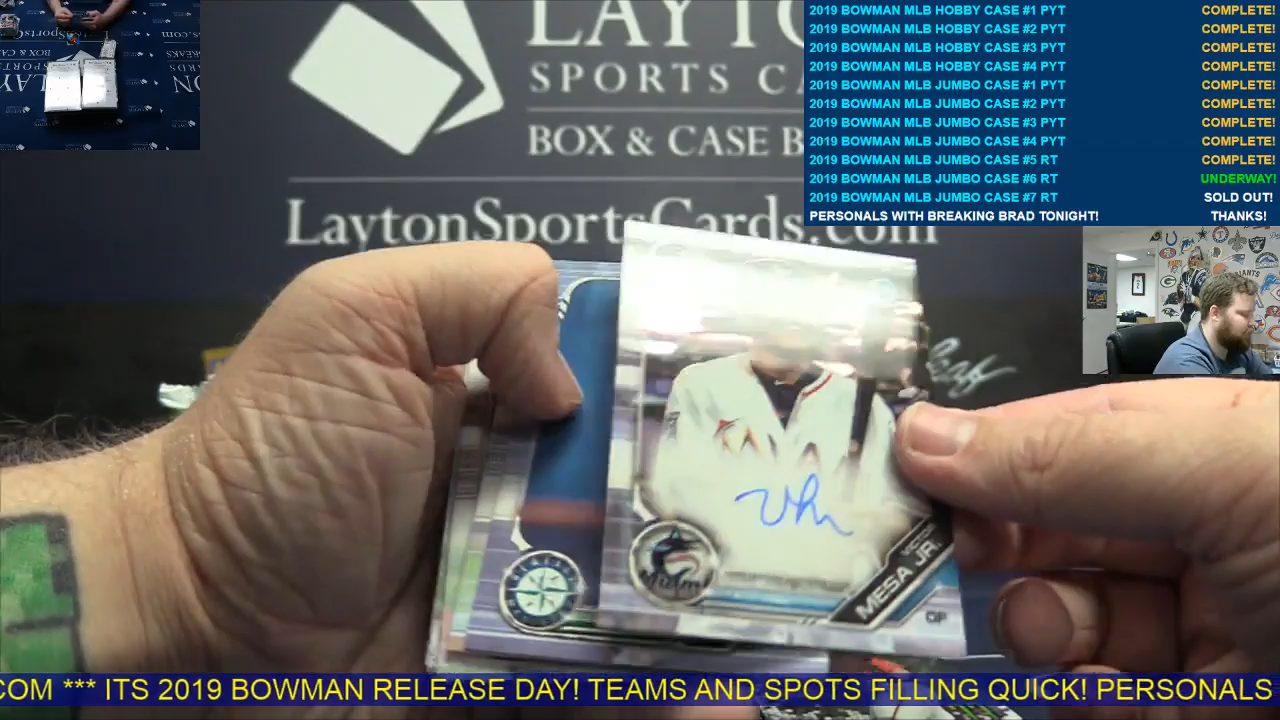 LAYTO
SPORTS CA
BOX & CASE B
LaytonSportsCards.com
2019 BOWMAN MLB HOBBY CASE #1 PYT COMPLETE!
2019 BOWMAN MLB HOBBY CASE #2 PYT COMPLETE!
2019 BOWMAN MLB HOBBY CASE #3 PYT COMPLETE!
2019 BOWMAN MLB HOBBY CASE #4 PYT COMPLETE!
2019 BOWMAN MLB JUMBO CASE #1 PYT COMPLETE!
2019 BOWMAN MLB JUMBO CASE #2 PYT COMPLETE!
2019 BOWMAN MLB JUMBO CASE #3 PYT COMPLETE!
2019 BOWMAN MLB JUMBO CASE #4 PYT COMPLETE!
2019 BOWMAN MLB JUMBO CASE #5 RT COMPLETE!
2019 BOWMAN MLB JUMBO CASE #6 RT UNDERWAY!
2019 BOWMAN MLB JUMBO CASE #7 RT SOLD OUT!
PERSONALS WITH BREAKING BRAD TONIGHT! THANKS!
Miami
VICTOR
MESA JR.
OF
COM *** ITS 2019 BOWMAN RELEASE DAY! TEAMS AND SPOTS FILLING QUICK! PERSONALS